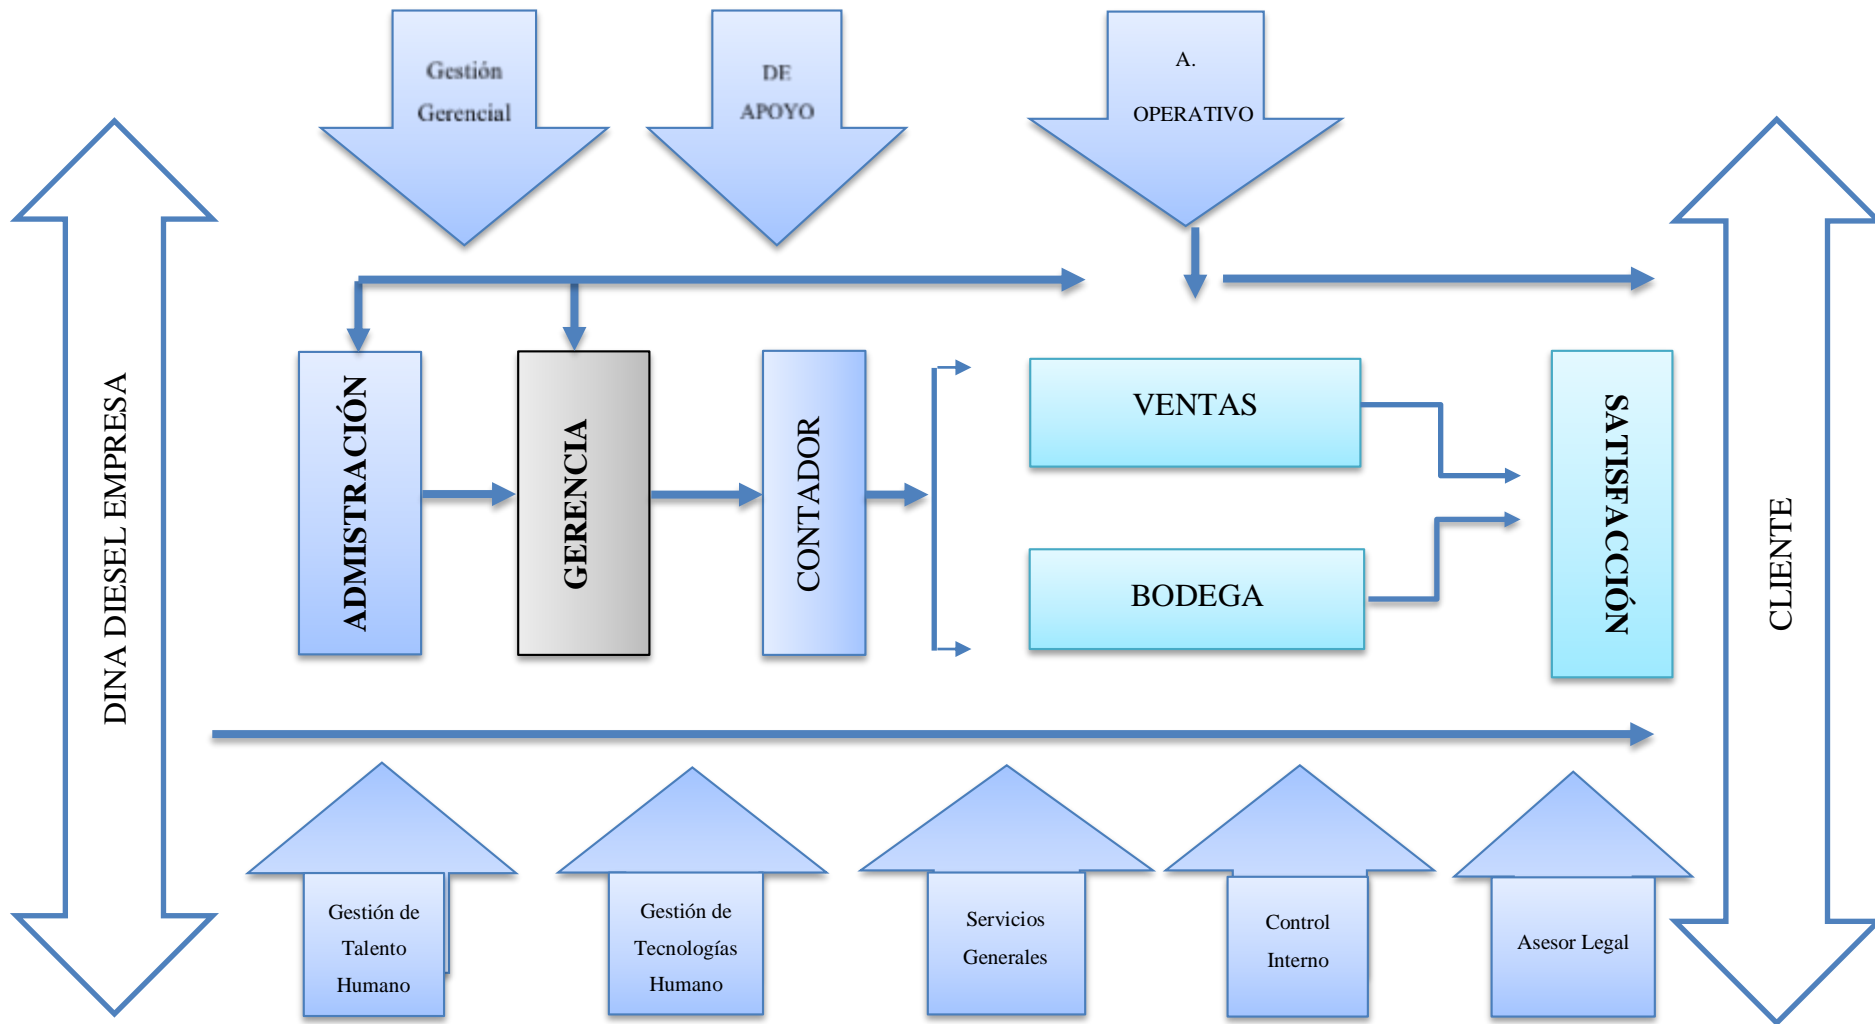 Gestión
Gerencial
DE
APOYO
A.
OPERATIVO
DINA DIESEL EMPRESA
ADMISTRACIÓN
GERENCIA
CONTADOR
VENTAS
BODEGA
SATISFACCIÓN
CLIENTE
Gestión de
Talento
Humano
Gestión de
Tecnologías
Humano
Servicios
Generales
Control
Interno
Asesor Legal